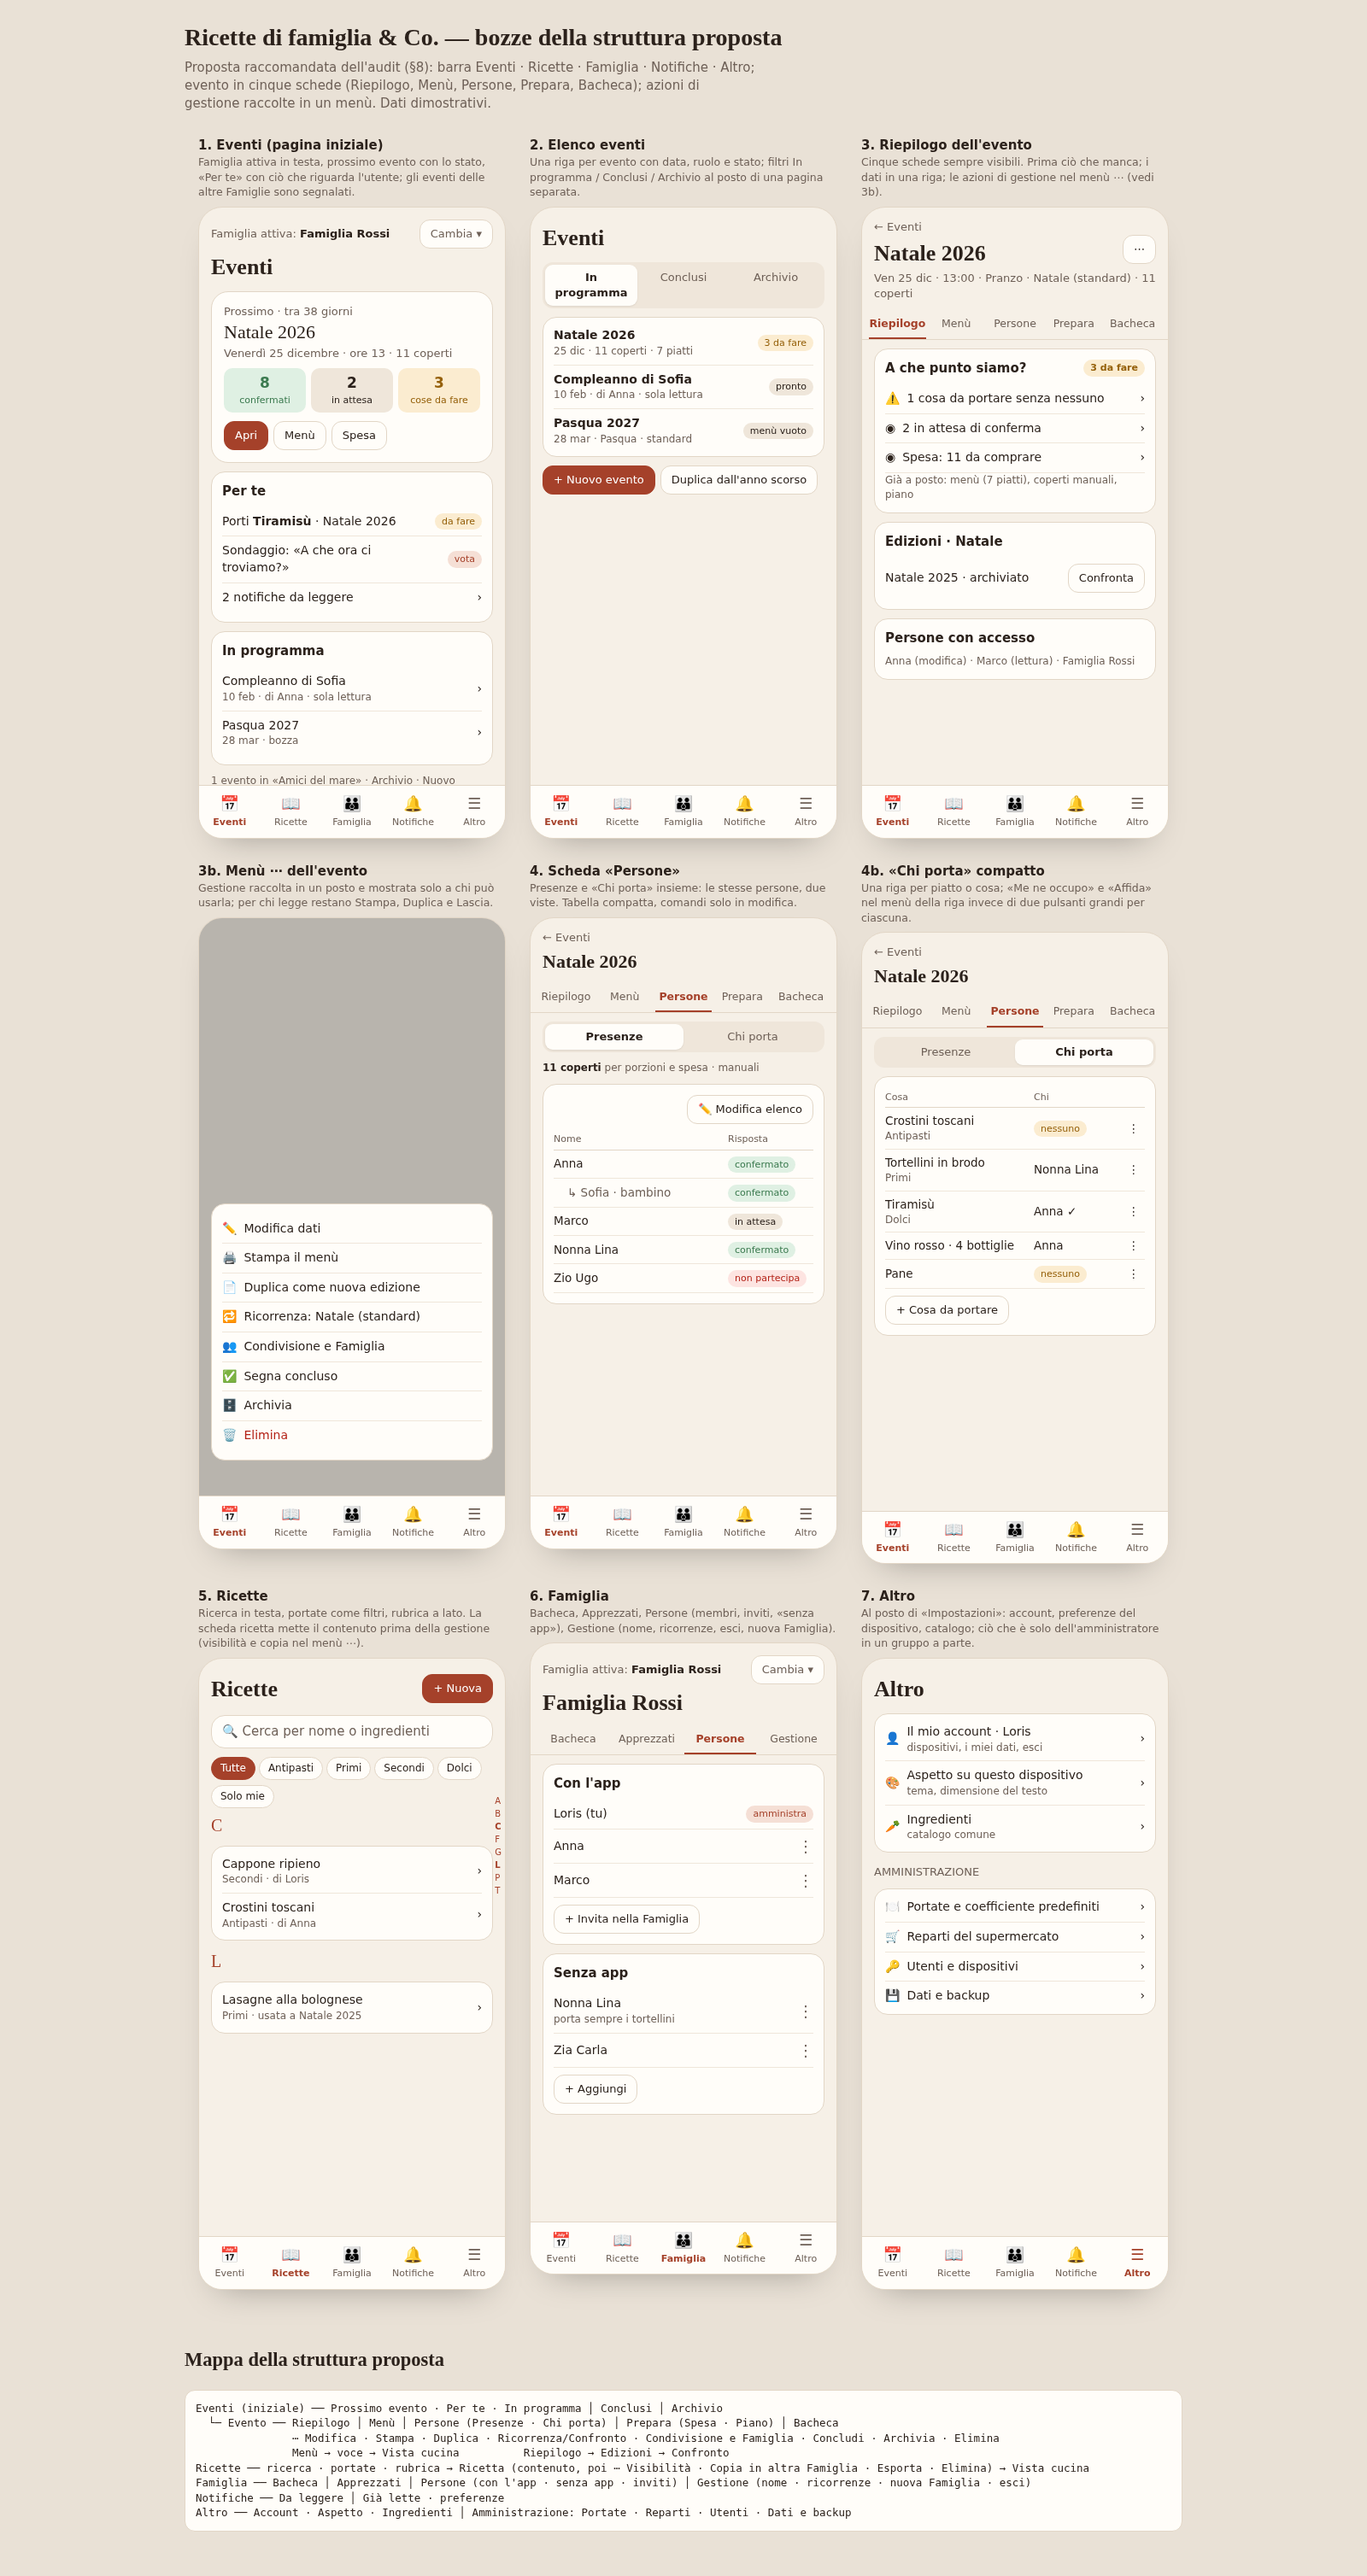 Ricette di famiglia & Co. — bozze della struttura proposta
Proposta raccomandata dell'audit (§8): barra Eventi · Ricette · Famiglia · Notifiche · Altro;
evento in cinque schede (Riepilogo, Menù, Persone, Prepara, Bacheca); azioni di
gestione raccolte in un menù. Dati dimostrativi.
1. Eventi (pagina iniziale)
Famiglia attiva in testa, prossimo evento con lo stato,
«Per te» con ciò che riguarda l'utente; gli eventi delle
altre Famiglie sono segnalati.
Famiglia attiva: Famiglia Rossi
Cambia ▾
Eventi
Prossimo · tra 38 giorni
Natale 2026
Venerdì 25 dicembre · ore 13 · 11 coperti
8
confermati
2
in attesa
3
cose da fare
Apri
Menù
Spesa
Per te
Porti Tiramisù · Natale 2026
da fare
Sondaggio: «A che ora ci
troviamo?»
vota
2 notifiche da leggere ›
In programma
Compleanno di Sofia
10 feb · di Anna · sola lettura
›
Pasqua 2027
28 mar · bozza
›
1 evento in «Amici del mare» · Archivio · Nuovo
Eventi
Ricette
Famiglia
Notifiche
Altro
2. Elenco eventi
Una riga per evento con data, ruolo e stato; filtri In
programma / Conclusi / Archivio al posto di una pagina
separata.
Eventi
In
programma
Conclusi
Archivio
Natale 2026
25 dic · 11 coperti · 7 piatti
3 da fare
Compleanno di Sofia
10 feb · di Anna · sola lettura
pronto
Pasqua 2027
28 mar · Pasqua · standard
menù vuoto
+ Nuovo evento
Duplica dall'anno scorso
Eventi
Ricette
Famiglia
Notifiche
Altro
3. Riepilogo dell'evento
Cinque schede sempre visibili. Prima ciò che manca; i
dati in una riga; le azioni di gestione nel menù ⋯ (vedi
3b).
← Eventi
Natale 2026
⋯
Ven 25 dic · 13:00 · Pranzo · Natale (standard) · 11
coperti
Riepilogo
Menù
Persone
Prepara
Bacheca
A che punto siamo?
3 da fare
⚠️ 1 cosa da portare senza nessuno ›
◉ 2 in attesa di conferma ›
◉ Spesa: 11 da comprare ›
Già a posto: menù (7 piatti), coperti manuali,
piano
Edizioni · Natale
Natale 2025 · archiviato
Confronta
Persone con accesso
Anna (modifica) · Marco (lettura) · Famiglia Rossi
Eventi
Ricette
Famiglia
Notifiche
Altro
3b. Menù ⋯ dell'evento
Gestione raccolta in un posto e mostrata solo a chi può
usarla; per chi legge restano Stampa, Duplica e Lascia.
✏️ Modifica dati
🖨️ Stampa il menù
📄 Duplica come nuova edizione
🔁 Ricorrenza: Natale (standard)
👥 Condivisione e Famiglia
✅ Segna concluso
🗄️ Archivia
🗑️ Elimina
Eventi
Ricette
Famiglia
Notifiche
Altro
4. Scheda «Persone»
Presenze e «Chi porta» insieme: le stesse persone, due
viste. Tabella compatta, comandi solo in modifica.
← Eventi
Natale 2026
Riepilogo
Menù
Persone
Prepara
Bacheca
Presenze
Chi porta
11 coperti per porzioni e spesa · manuali
✏️ Modifica elenco
Nome
Risposta
Anna
confermato
↳ Sofia · bambino
confermato
Marco
in attesa
Nonna Lina
confermato
Zio Ugo
non partecipa
Eventi
Ricette
Famiglia
Notifiche
Altro
4b. «Chi porta» compatto
Una riga per piatto o cosa; «Me ne occupo» e «Affida»
nel menù della riga invece di due pulsanti grandi per
ciascuna.
← Eventi
Natale 2026
Riepilogo
Menù
Persone
Prepara
Bacheca
Presenze
Chi porta
Cosa
Chi
Crostini toscani
Antipasti
nessuno
⋮
Tortellini in brodo
Primi
Nonna Lina
⋮
Tiramisù
Dolci
Anna ✓
⋮
Vino rosso · 4 bottiglie
Anna
⋮
Pane
nessuno
⋮
+ Cosa da portare
Eventi
Ricette
Famiglia
Notifiche
Altro
5. Ricette
Ricerca in testa, portate come filtri, rubrica a lato. La
scheda ricetta mette il contenuto prima della gestione
(visibilità e copia nel menù ⋯).
Ricette
+ Nuova
🔍 Cerca per nome o ingredienti
Tutte
Antipasti
Primi
Secondi
Dolci
Solo mie
A
B
C
F
G
L
P
T
C
Cappone ripieno
Secondi · di Loris
›
Crostini toscani
Antipasti · di Anna
›
L
Lasagne alla bolognese
Primi · usata a Natale 2025
›
Eventi
Ricette
Famiglia
Notifiche
Altro
6. Famiglia
Bacheca, Apprezzati, Persone (membri, inviti, «senza
app»), Gestione (nome, ricorrenze, esci, nuova Famiglia).
Famiglia attiva: Famiglia Rossi
Cambia ▾
Famiglia Rossi
Bacheca
Apprezzati
Persone
Gestione
Con l'app
Loris (tu)
amministra
Anna
⋮
Marco
⋮
+ Invita nella Famiglia
Senza app
Nonna Lina
porta sempre i tortellini
⋮
Zia Carla
⋮
+ Aggiungi
Eventi
Ricette
Famiglia
Notifiche
Altro
7. Altro
Al posto di «Impostazioni»: account, preferenze del
dispositivo, catalogo; ciò che è solo dell'amministratore
in un gruppo a parte.
Altro
Il mio account · Loris
dispositivi, i miei dati, esci
›
Aspetto su questo dispositivo
tema, dimensione del testo
›
Ingredienti
catalogo comune
›
AMMINISTRAZIONE
Portate e coefficiente predefiniti ›
Reparti del supermercato ›
Utenti e dispositivi ›
Dati e backup ›
Eventi
Ricette
Famiglia
Notifiche
Altro
Mappa della struttura proposta
Eventi (iniziale) ── Prossimo evento · Per te · In programma │ Conclusi │ Archivio
└─ Evento ── Riepilogo │ Menù │ Persone (Presenze · Chi porta) │ Prepara (Spesa · Piano) │ Bacheca
⋯ Modifica · Stampa · Duplica · Ricorrenza/Confronto · Condivisione e Famiglia · Concludi · Archivia · Elimina
Menù → voce → Vista cucina Riepilogo → Edizioni → Confronto
Ricette ── ricerca · portate · rubrica → Ricetta (contenuto, poi ⋯ Visibilità · Copia in altra Famiglia · Esporta · Elimina) → Vista cucina
Famiglia ── Bacheca │ Apprezzati │ Persone (con l'app · senza app · inviti) │ Gestione (nome · ricorrenze · nuova Famiglia · esci)
Notifiche ── Da leggere │ Già lette · preferenze
Altro ── Account · Aspetto · Ingredienti │ Amministrazione: Portate · Reparti · Utenti · Dati e backup